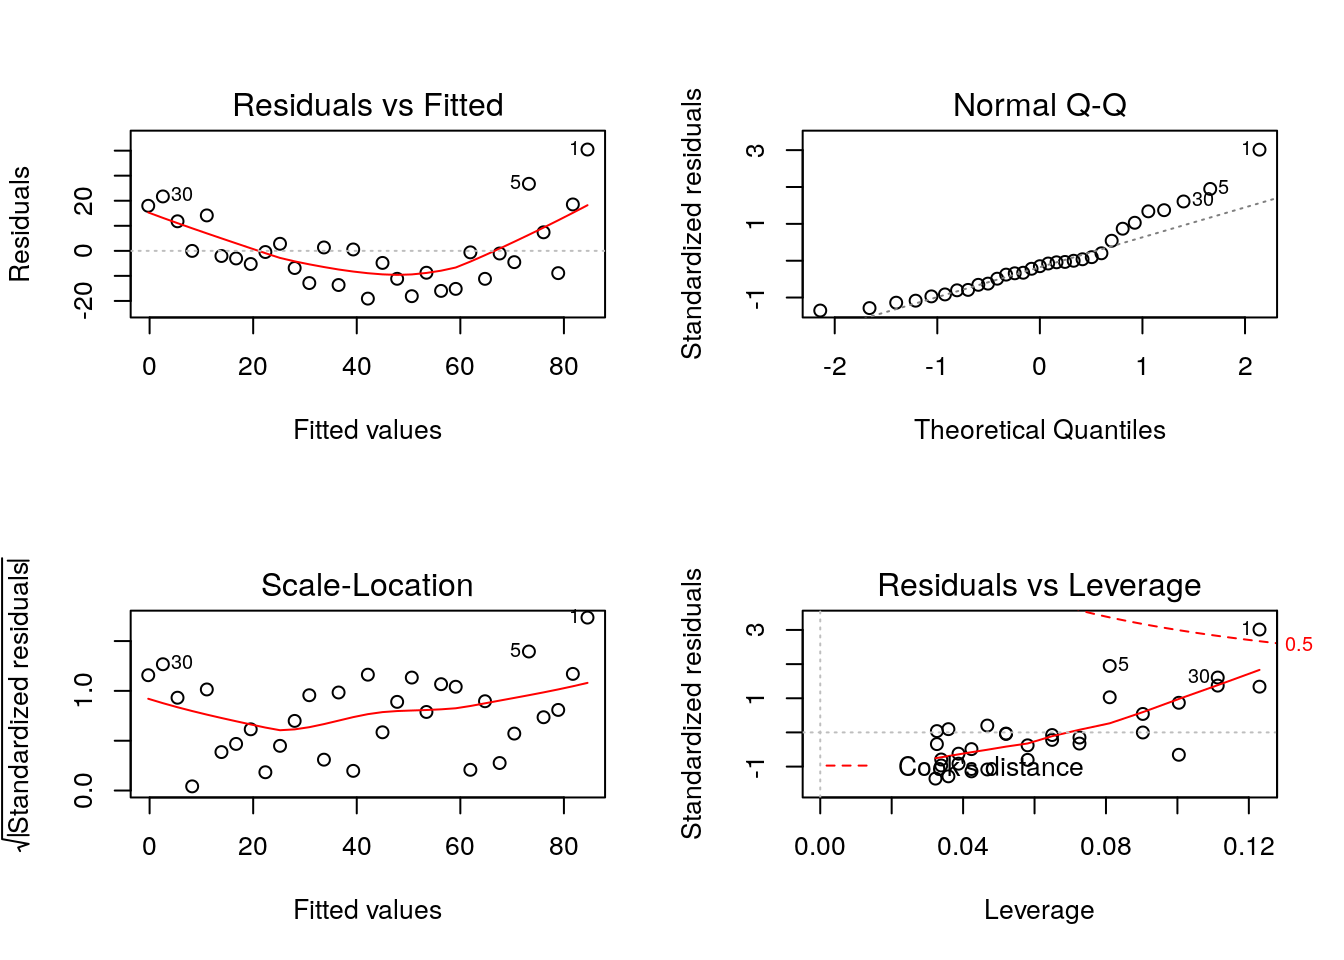 Residuals vs Fitted
Residuals
20
0
-20
1
5
30
0 20 40 60 80
Fitted values
Normal Q-Q
Standardized residuals
3
1
-1
1
5
30
-2 -1 0 1 2
Theoretical Quantiles
Scale-Location
√|Standardized residuals|
1.0
0.0
1
5
30
0 20 40 60 80
Fitted values
Residuals vs Leverage
Standardized residuals
3
1
-1
1
0.5
5
30
Cook's distance
0.00 0.04 0.08 0.12
Leverage